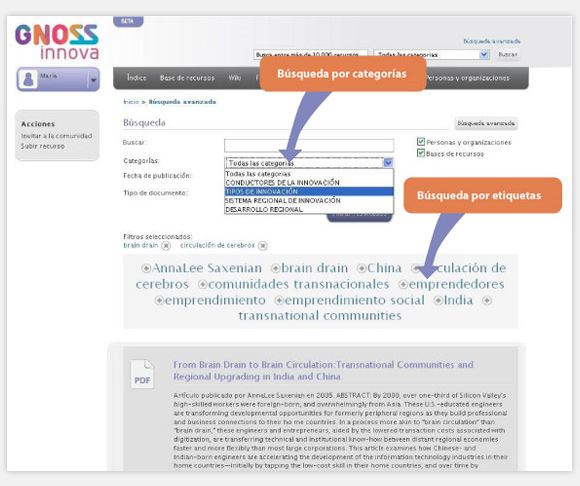 BETA
GNOSS
innova
Búsqueda avanzada
Busca entre más de 10.000 recursos
Todas las categorías
Buscar
María
Índice Base de recursos Wiki
Personas y organizaciones
Búsqueda por categorías
Inicio » Búsqueda avanzada
Acciones
Invitar a la comunidad
Subir recurso
Búsqueda
Búsqueda avanzada
Buscar:
Personas y organizaciones
Bases de recursos
Categorías:
Todas las categorías
Fecha de publicación:
Tipo de documento:
Todas las categorías
CONDUCTORES DE LA INNOVACIÓN
TIPOS DE INNOVACIÓN
SISTEMA REGIONAL DE INNOVACIÓN
DESARROLLO REGIONAL
Búsqueda por etiquetas
Filtros seleccionados:
brain drain circulación de cerebros
AnnaLee Saxenian brain drain China culación de
cerebros comunidades transnacionales emprendedores
emprendimiento emprendimiento social India
transnational communities
PDF
From Brain Drain to Brain Circulation:Transnational Communities and
Regional Upgrading in India and China
Artículo publicado por AnnaLee Saxenian en 2005. ABSTRACT: By 2000, over one-third of Silicon Valley's
high-skilled workers were foreign-born, and overwhelmingly from Asia. These U.S.-educated engineers
are transforming developmental opportunities for formerly peripheral regions as they build professional
and business connections to their home countries. In a process more akin to "brain circulation" than
"brain drain," these engineers and entrepreneurs, aided by the lowered transaction costs associated with
digitization, are transferring technical and institutional know-how between distant regional economies
faster and more flexibly than most large corporations. This article examines how Chinese- and
Indian-born engineers are accelerating the development of the information technology industries in their
home countries—initially by tapping the low-cost skill in their home countries, and over time by